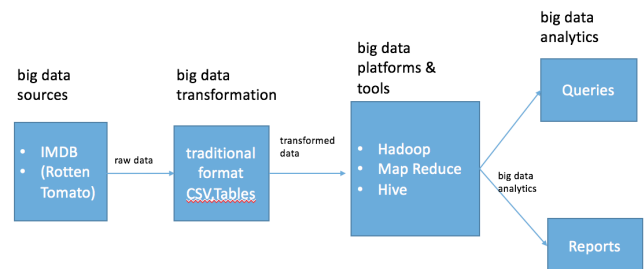 big data
sources
• IMDB
• (Rotten
Tomato)
raw data
big data
transformation
traditional
format
CSV,Tables
transformed
data
big data
platforms &
tools
• Hadoop
• Map Reduce
• Hive
big data
analytics
big data
analytics
Queries
Reports